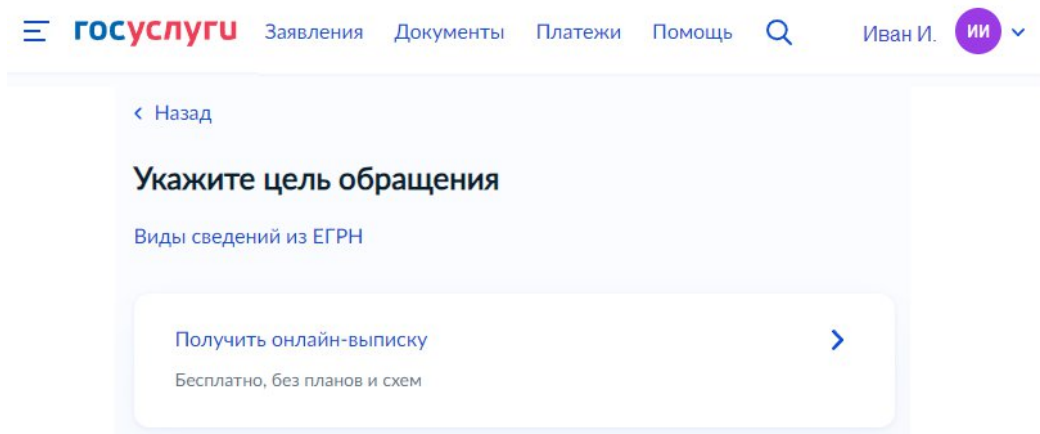 госуслуги Заявления Документы Платежи Помощь Иван И. ИИ
Назад
Укажите цель обращения
Виды сведений из ЕГРН
Получить онлайн-выписку
Бесплатно, без планов и схем